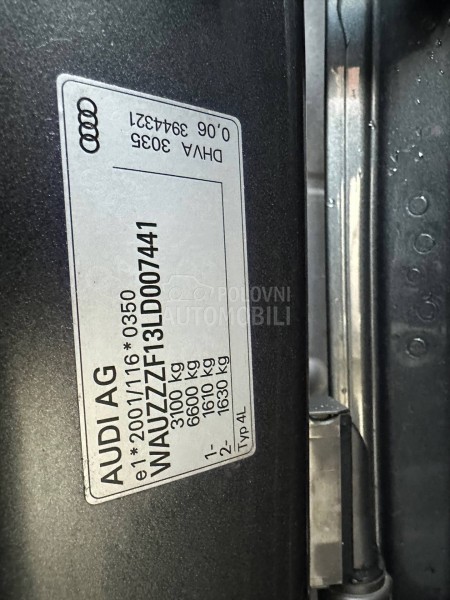 AUDI AG
e1*2001/116*0350
WAUZZZF13LD007441
3100 kg
6600 kg
1- 1610 kg
2- 1630 kg
Typ 4L
DHVA 3035
0,06 3944321
POLOVNI
AUTOMOBILI